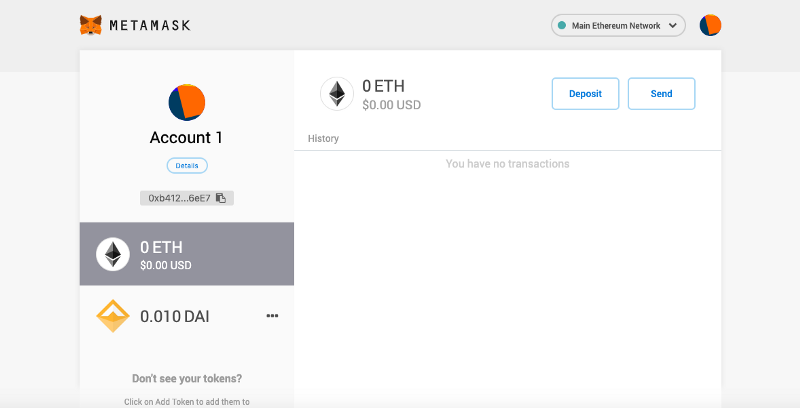 METAMASK
Main Ethereum Network
Account 1
Details
0xb412...6eE7
0 ETH
$0.00 USD
0.010 DAI
Don't see your tokens?
Click on Add Token to add them to
0 ETH
$0.00 USD
Deposit
Send
History
You have no transactions